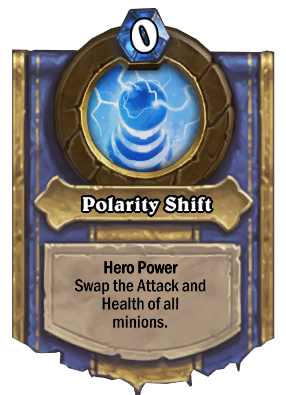 0
Polarity Shift
Hero Power
Swap the Attack and
Health of all
minions.